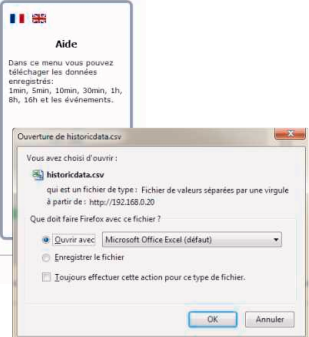 Aide
Dans ce menu vous pouvez
téléchager les données
enregistrés:
1min, 5min, 10min, 30min, 1h,
8h, 16h et les événements.
Ouverture de historicdata.csv
Vous avez choisi d'ouvrir :
historicdata.csv
qui est un fichier de type : Fichier de valeurs séparées par une virgule
à partir de : http://192.168.0.20
Que doit faire Firefox avec ce fichier ?
Ouvrir avec Microsoft Office Excel (défaut)
Enregistrer le fichier
Toujours effectuer cette action pour ce type de fichier.
OK Annuler